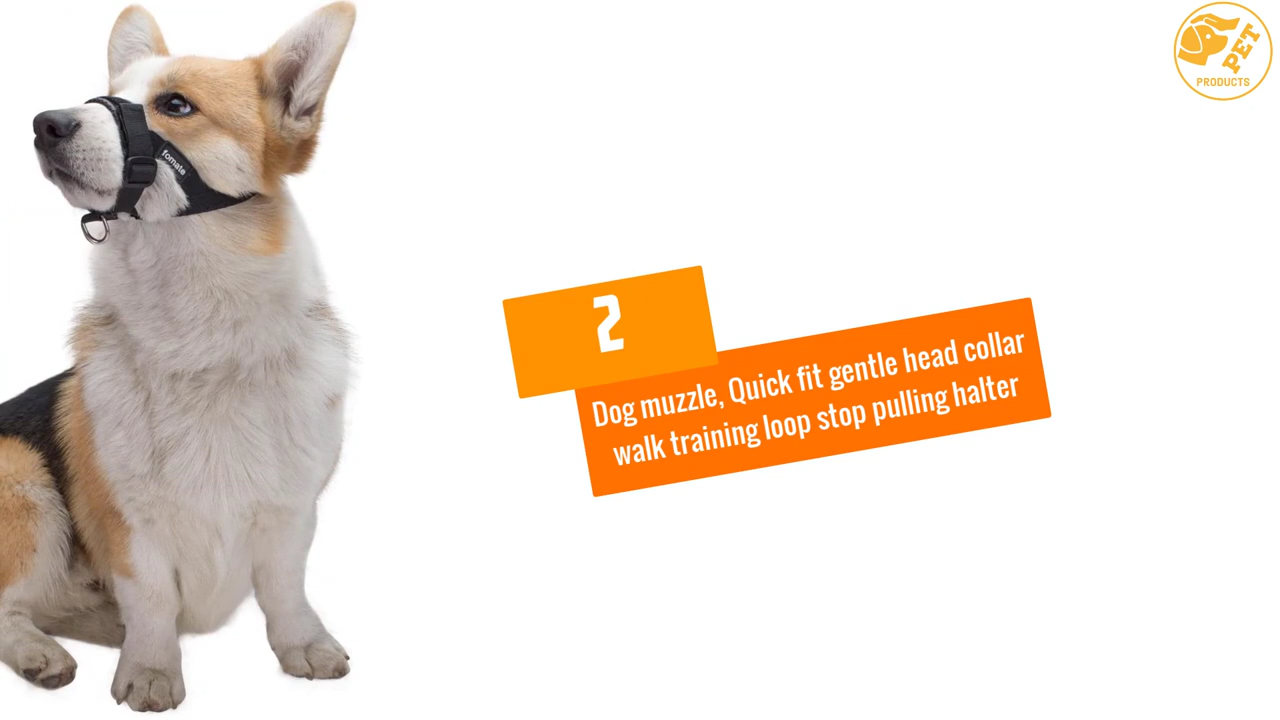 PET
PRODUCTS
fomate
2
Dog muzzle, Quick fit gentle head collar
walk training loop stop pulling halter